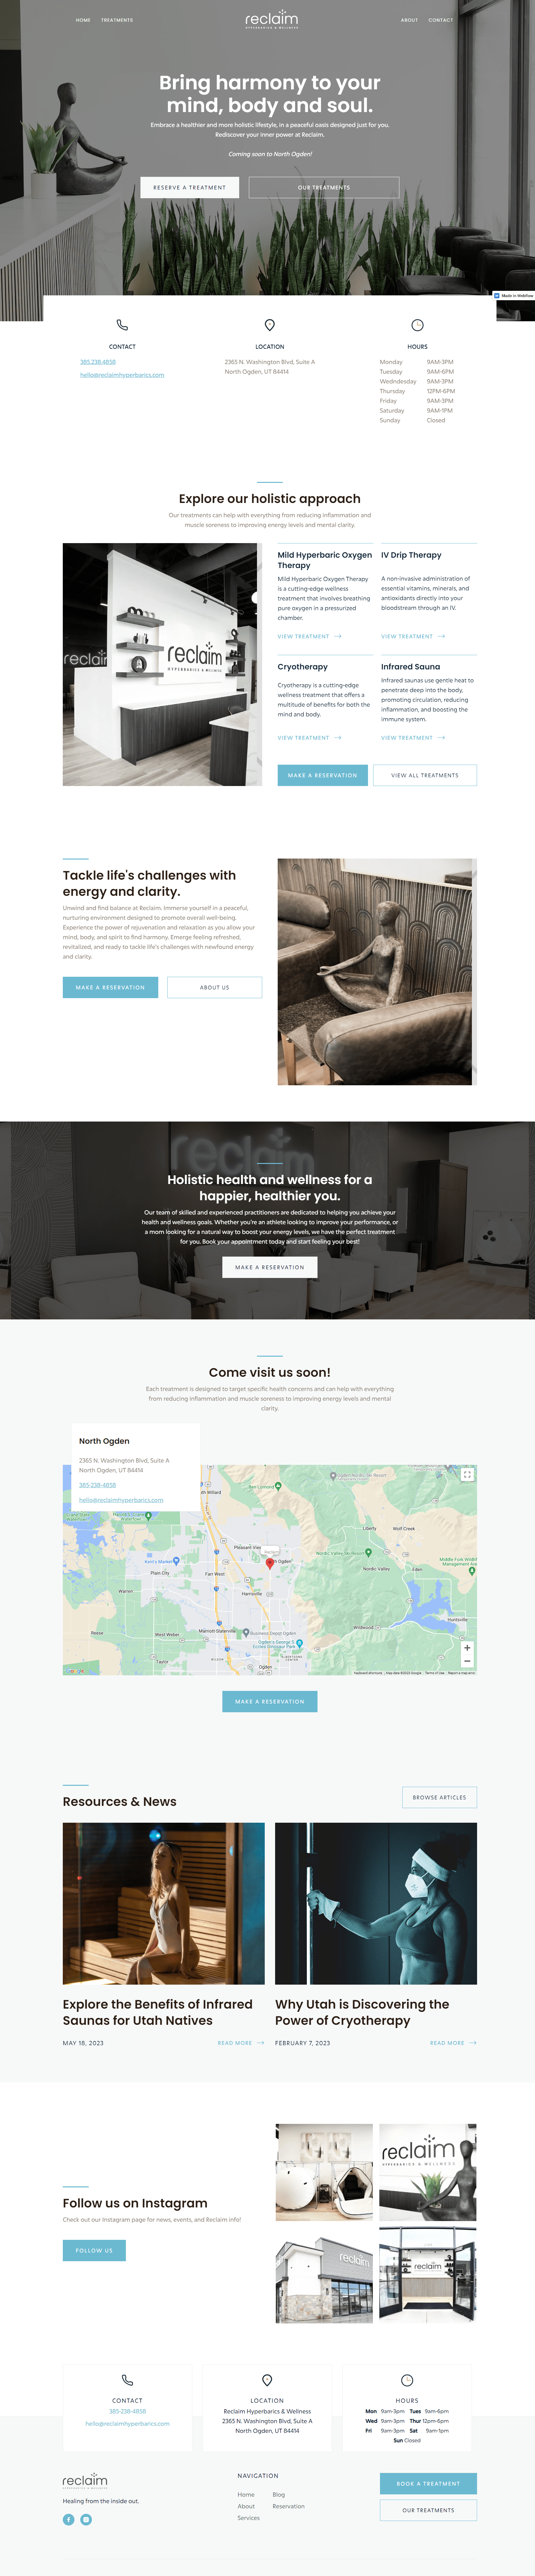 HOME TREATMENTS
reclaim
HYPERBARICS & WELLNESS
ABOUT CONTACT
Bring harmony to your
mind, body and soul.
Embrace a healthier and more holistic lifestyle, in a peaceful oasis designed just for you.
Rediscover your inner power at Reclaim.
Coming soon to North Ogden!
RESERVE A TREATMENT
OUR TREATMENTS
Made in Webflow
CONTACT
385.238.4858
hello@reclaimhyperbarics.com
LOCATION
2365 N. Washington Blvd, Suite A
North Ogden, UT 84414
HOURS
Monday 9AM-3PM
Tuesday 9AM-6PM
Wedndesday 9AM-3PM
Thursday 12PM-6PM
Friday 9AM-3PM
Saturday 9AM-1PM
Sunday Closed
Explore our holistic approach
Our treatments can help with everything from reducing inflammation and
muscle soreness to improving energy levels and mental clarity.
reclaim
reclaim
HYPERBARICS & WELLNESS
Mild Hyperbaric Oxygen
Therapy
Mild Hyperbaric Oxygen Therapy
is a cutting-edge wellness
treatment that involves breathing
pure oxygen in a pressurized
chamber.
VIEW TREATMENT
IV Drip Therapy
A non-invasive administration of
essential vitamins, minerals, and
antioxidants directly into your
bloodstream through an IV.
VIEW TREATMENT
Cryotherapy
Cryotherapy is a cutting-edge
wellness treatment that offers a
multitude of benefits for both the
mind and body.
VIEW TREATMENT
Infrared Sauna
Infrared saunas use gentle heat to
penetrate deep into the body,
promoting circulation, reducing
inflammation, and boosting the
immune system.
VIEW TREATMENT
MAKE A RESERVATION
VIEW ALL TREATMENTS
Tackle life's challenges with
energy and clarity.
Unwind and find balance at Reclaim. Immerse yourself in a peaceful,
nurturing environment designed to promote overall well-being.
Experience the power of rejuvenation and relaxation as you allow your
mind, body, and spirit to find harmony. Emerge feeling refreshed,
revitalized, and ready to tackle life's challenges with newfound energy
and clarity.
MAKE A RESERVATION
ABOUT US
Holistic health and wellness for a
happier, healthier you.
Our team of skilled and experienced practitioners are dedicated to helping you achieve your
health and wellness goals. Whether you're an athlete looking to improve your performance, or
a mom looking for a natural way to boost your energy levels, we have the perfect treatment
for you. Book your appointment today and start feeling your best!
MAKE A RESERVATION
Come visit us soon!
Each treatment is designed to target specific health concerns and can help with everything
from reducing inflammation and muscle soreness to improving energy levels and mental
clarity.
North Ogden
2365 N. Washington Blvd, Suite A
North Ogden, UT 84414
385-238-4858
hello@reclaimhyperbarics.com
Ben Lomond
Liberty
Wolf Creek
Pleasant View
Nordic Valley Ski Resort
Kent's Market
Plain City
Farr West
Nordic Valley
Eden
Warren
Harrisville
Huntsville
Reese
West Weber
Marriott-Slaterville
Business Depot Ogden
Wildwood
Ogden's George S.
Eccles Dinosaur Park
Taylor
Ogden
Google
MAKE A RESERVATION
Resources & News
BROWSE ARTICLES
Explore the Benefits of Infrared
Saunas for Utah Natives
MAY 18, 2023
READ MORE
Why Utah is Discovering the
Power of Cryotherapy
FEBRUARY 7, 2023
READ MORE
Follow us on Instagram
Check out our Instagram page for news, events, and Reclaim info!
FOLLOW US
reclaim
HYPERBARICS & WELLNESS
reclaim
reclaim
CONTACT
385-238-4858
hello@reclaimhyperbarics.com
LOCATION
Reclaim Hyperbarics & Wellness
2365 N. Washington Blvd, Suite A
North Ogden, UT 84414
HOURS
Mon 9am-3pm Tues 9am-6pm
Wed 9am-3pm Thur 12pm-6pm
Fri 9am-3pm Sat 9am-1pm
Sun Closed
reclaim
HYPERBARICS & WELLNESS
Healing from the inside out.
NAVIGATION
Home Blog
About Reservation
Services
BOOK A TREATMENT
OUR TREATMENTS